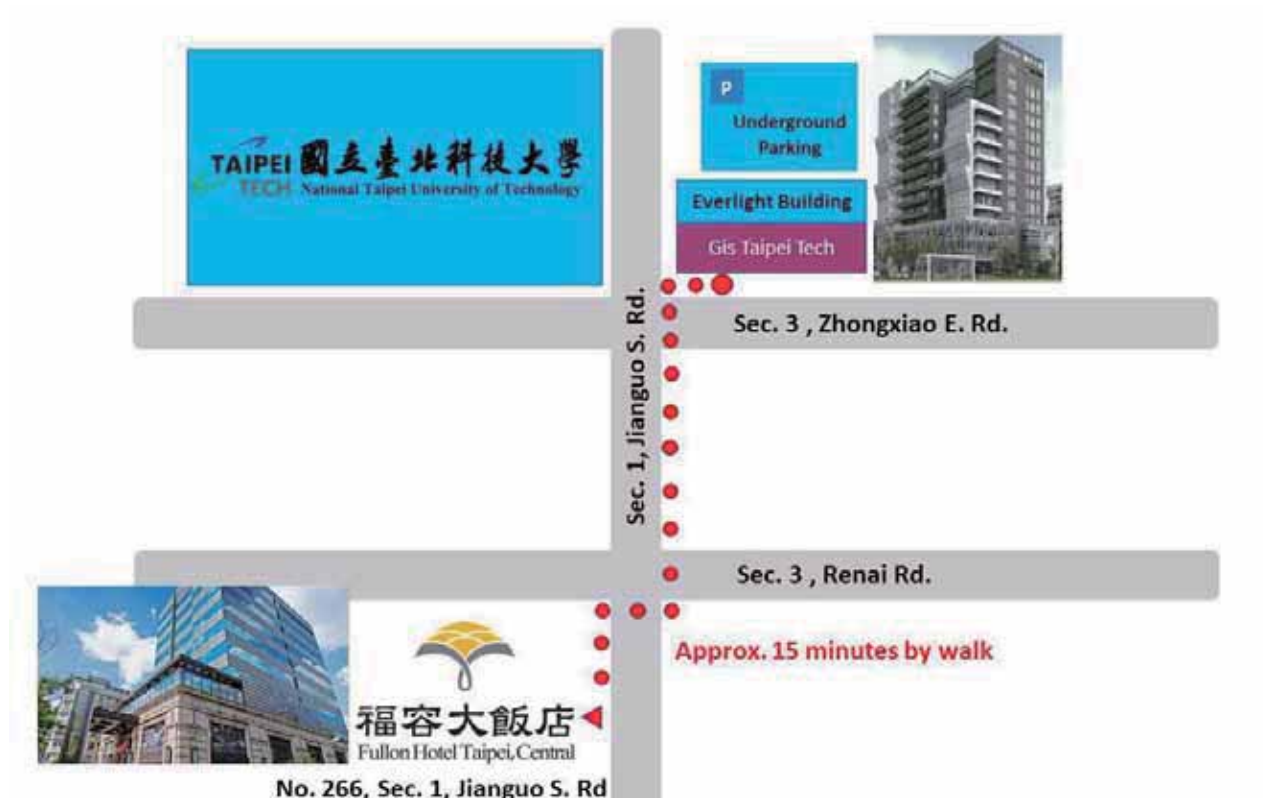 TAIPEI
TECH
國立臺北科技大學
National Taipei University of Technology
P
Underground
Parking
Everlight Building
Gis Taipei Tech
Sec. 1, Jianguo S. Rd.
Sec. 3 , Zhongxiao E. Rd.
Sec. 3 , Renai Rd.
Approx. 15 minutes by walk
福容大飯店
Fullon Hotel Taipei, Central
No. 266, Sec. 1, Jianguo S. Rd